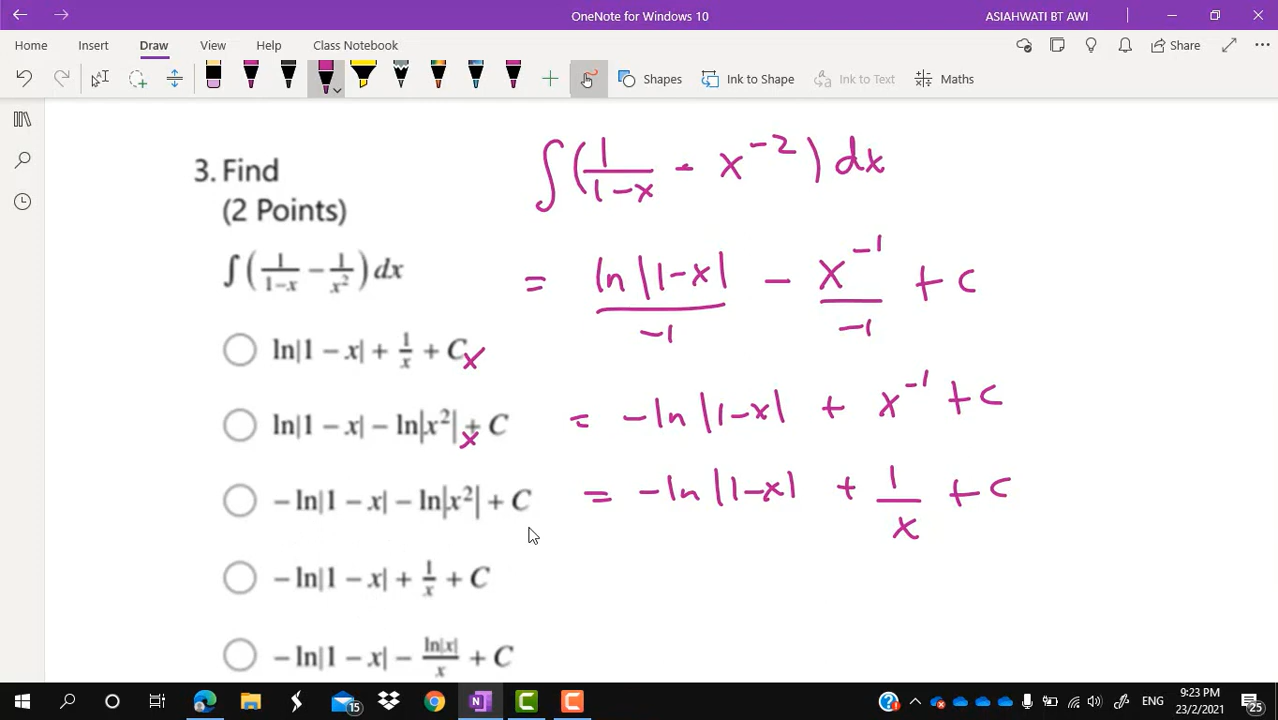 OneNote for Windows 10
ASIAHWATI BT AWI
Home Insert Draw View Help Class Notebook
Share
Shapes
Ink to Shape
Ink to Text
Maths
3. Find
(2 Points)
∫ (1/(1−x) − 1/x²) dx
ln|1 − x| + 1/x + C x
ln|1 − x| − ln|x²| + C x
− ln|1 − x| − ln|x²| + C
− ln|1 − x| + 1/x + C
− ln|1 − x| − ln|x|/x + C
∫ (1/(1−x) - x⁻²) dx
= ln|1-x|/-1 - x⁻¹/-1 + c
= -ln|1-x| + x⁻¹ + c
= -ln|1-x| + 1/x + c
15
ENG
9:23 PM
23/2/2021
25